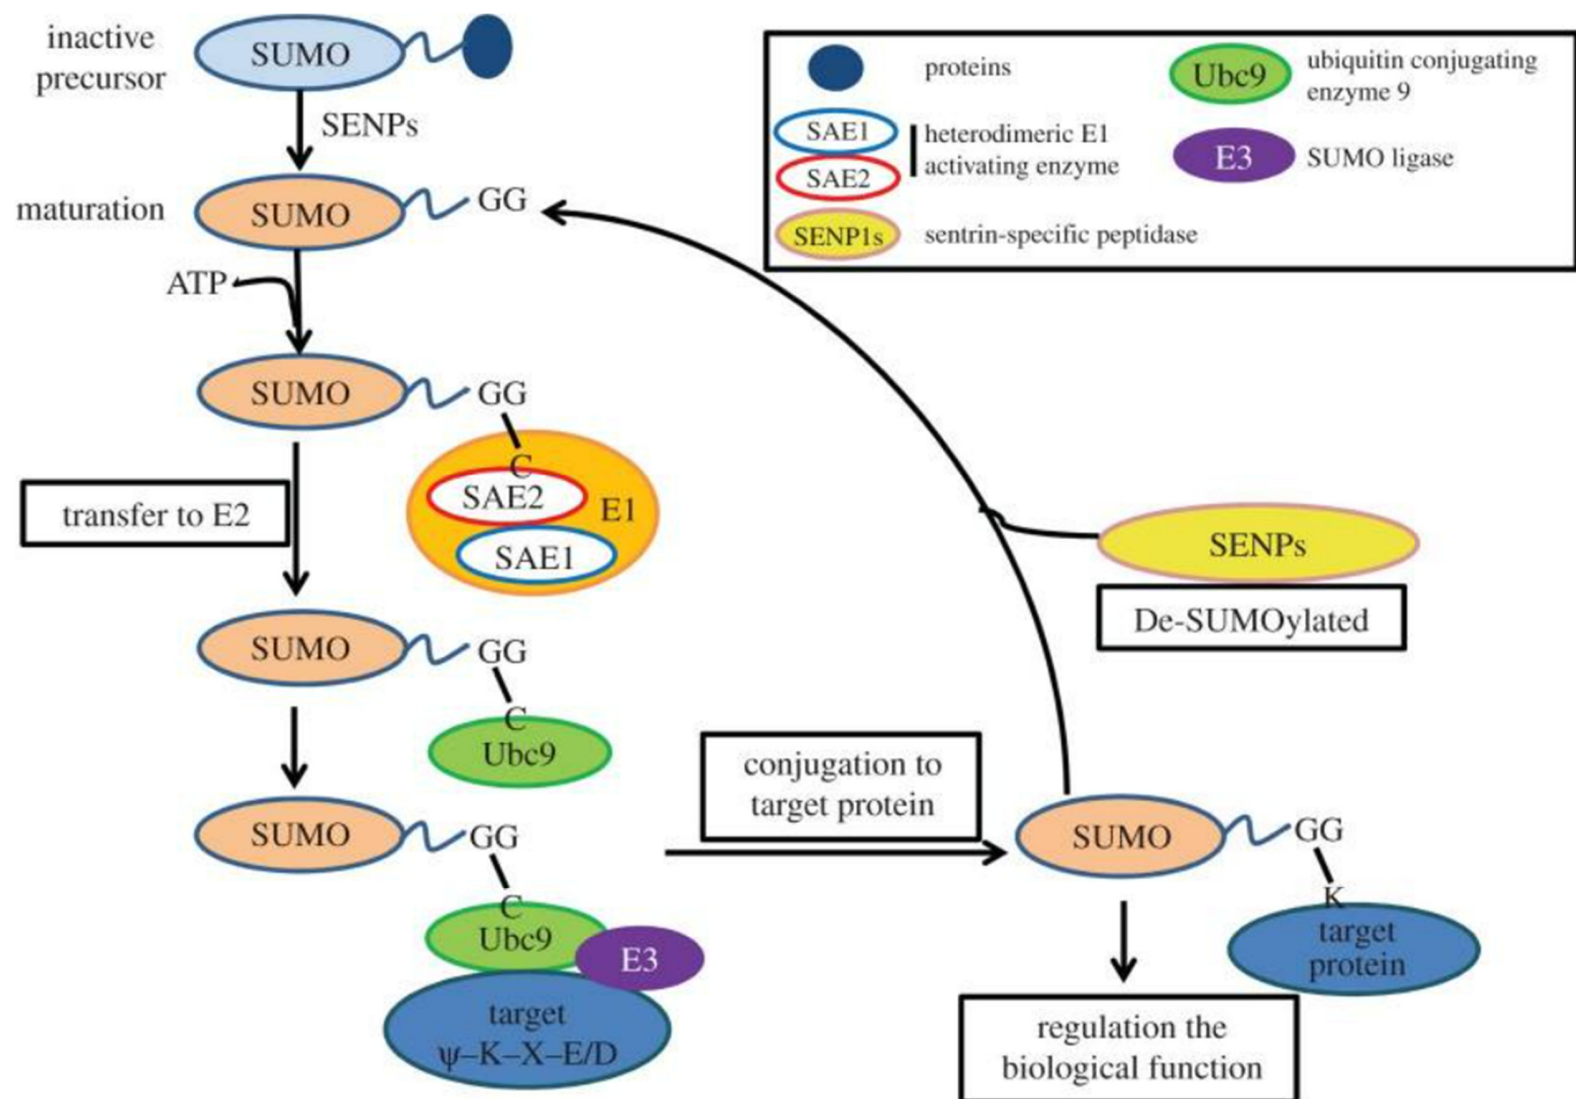 inactive
precursor
SUMO
SENPs
maturation
SUMO
GG
ATP
SUMO
GG
C
SAE2
E1
SAE1
transfer to E2
SUMO
GG
C
Ubc9
SUMO
GG
C
Ubc9
E3
target
ψ–K–X–E/D
conjugation to
target protein
SUMO
GG
K
target
protein
regulation the
biological function
SENPs
De-SUMOylated
proteins
SAE1
SAE2
heterodimeric E1
activating enzyme
SENP1s
sentrin-specific peptidase
Ubc9
ubiquitin conjugating
enzyme 9
E3
SUMO ligase